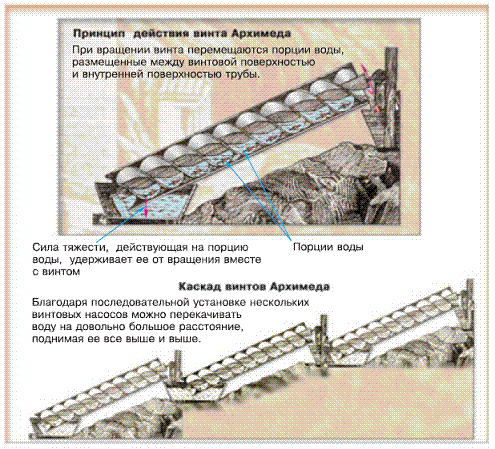 Принцип действия винта Архимеда
При вращении винта перемещаются порции воды,
размещенные между винтовой поверхностью
и внутренней поверхностью трубы.
Сила тяжести, действующая на порцию
воды, удерживает ее от вращения вместе
с винтом
Порции воды
Каскад винтов Архимеда
Благодаря последовательной установке нескольких
винтовых насосов можно перекачивать
воду на довольно большое расстояние,
поднимая ее все выше и выше.